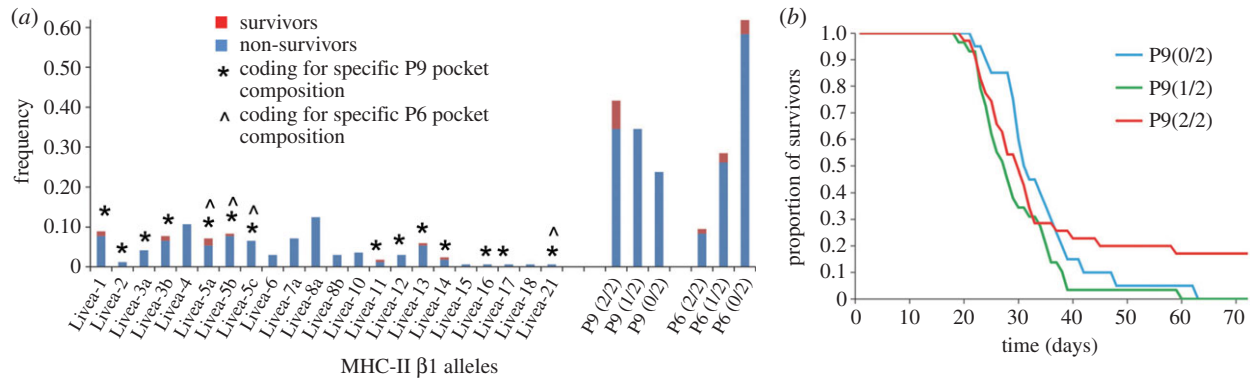 (a)
0.60
0.50
0.40
0.30
0.20
0.10
0
frequency
survivors
non-survivors
* coding for specific P9 pocket
composition
^ coding for specific P6 pocket
composition
* * * * ^* ^* ^* * * * * * * ^*
Livea-1
Livea-2
Livea-3a
Livea-3b
Livea-4
Livea-5a
Livea-5b
Livea-5c
Livea-6
Livea-7a
Livea-8a
Livea-8b
Livea-10
Livea-11
Livea-12
Livea-13
Livea-14
Livea-15
Livea-16
Livea-17
Livea-18
Livea-21
P9 (2/2)
P9 (1/2)
P9 (0/2)
P6 (2/2)
P6 (1/2)
P6 (0/2)
MHC-II β1 alleles
(b)
1.0
0.9
0.8
0.7
0.6
0.5
0.4
0.3
0.2
0.1
0
proportion of survivors
P9(0/2)
P9(1/2)
P9(2/2)
0 10 20 30 40 50 60 70
time (days)